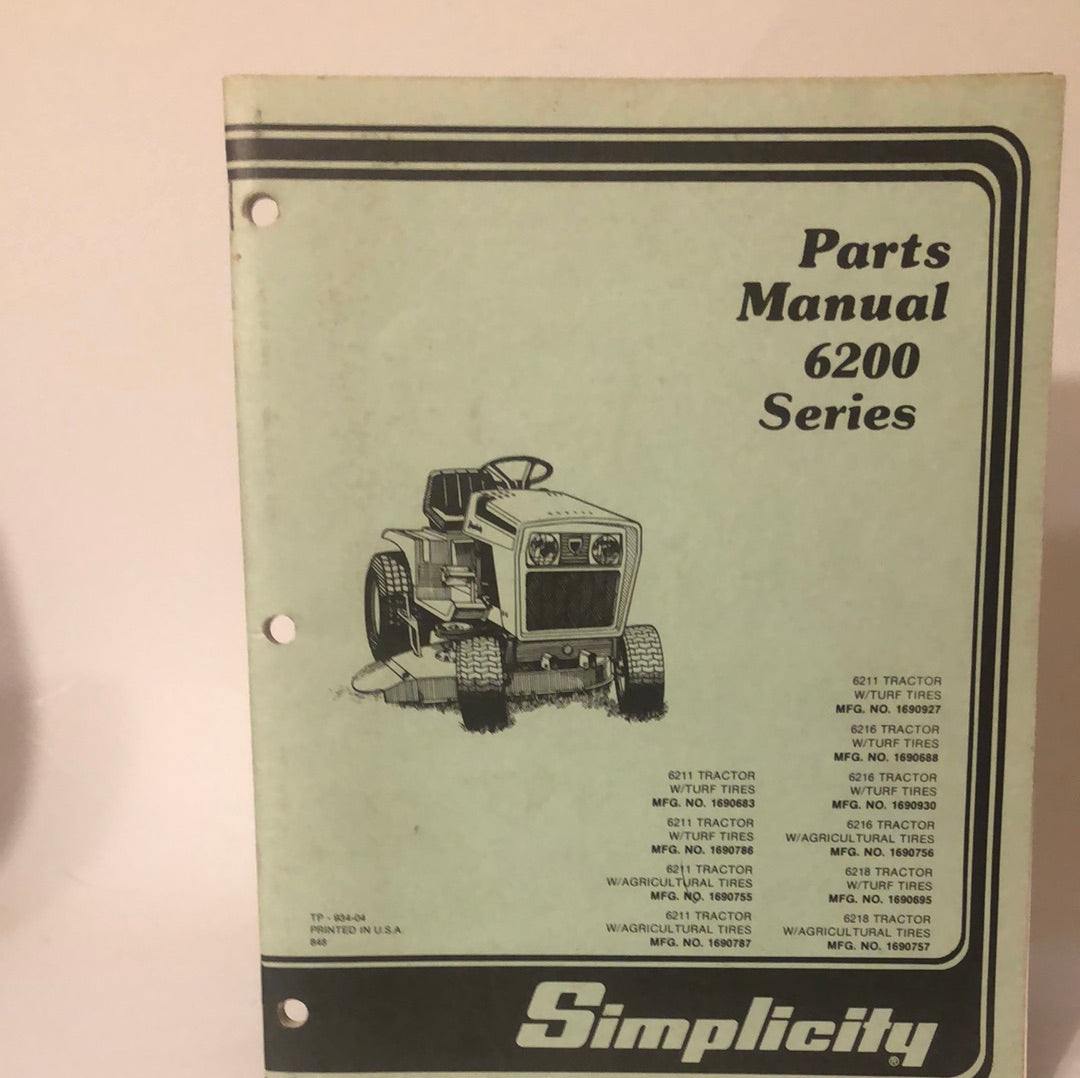 Parts
Manual
6200
Series
6211 TRACTOR
W/TURF TIRES
MFG. NO. 1690927
6216 TRACTOR
W/TURF TIRES
MFG. NO. 1690688
6216 TRACTOR
W/TURF TIRES
MFG. NO. 1690930
6216 TRACTOR
W/AGRICULTURAL TIRES
MFG. NO. 1690756
6218 TRACTOR
W/TURF TIRES
MFG. NO. 1690695
6218 TRACTOR
W/AGRICULTURAL TIRES
MFG. NO. 1690757
6211 TRACTOR
W/TURF TIRES
MFG. NO. 1690683
6211 TRACTOR
W/TURF TIRES
MFG. NO. 1690786
6211 TRACTOR
W/AGRICULTURAL TIRES
MFG. NO. 1690755
6211 TRACTOR
W/AGRICULTURAL TIRES
MFG. NO. 1690787
TP - 934-04
PRINTED IN U.S.A.
848
Simplicity®